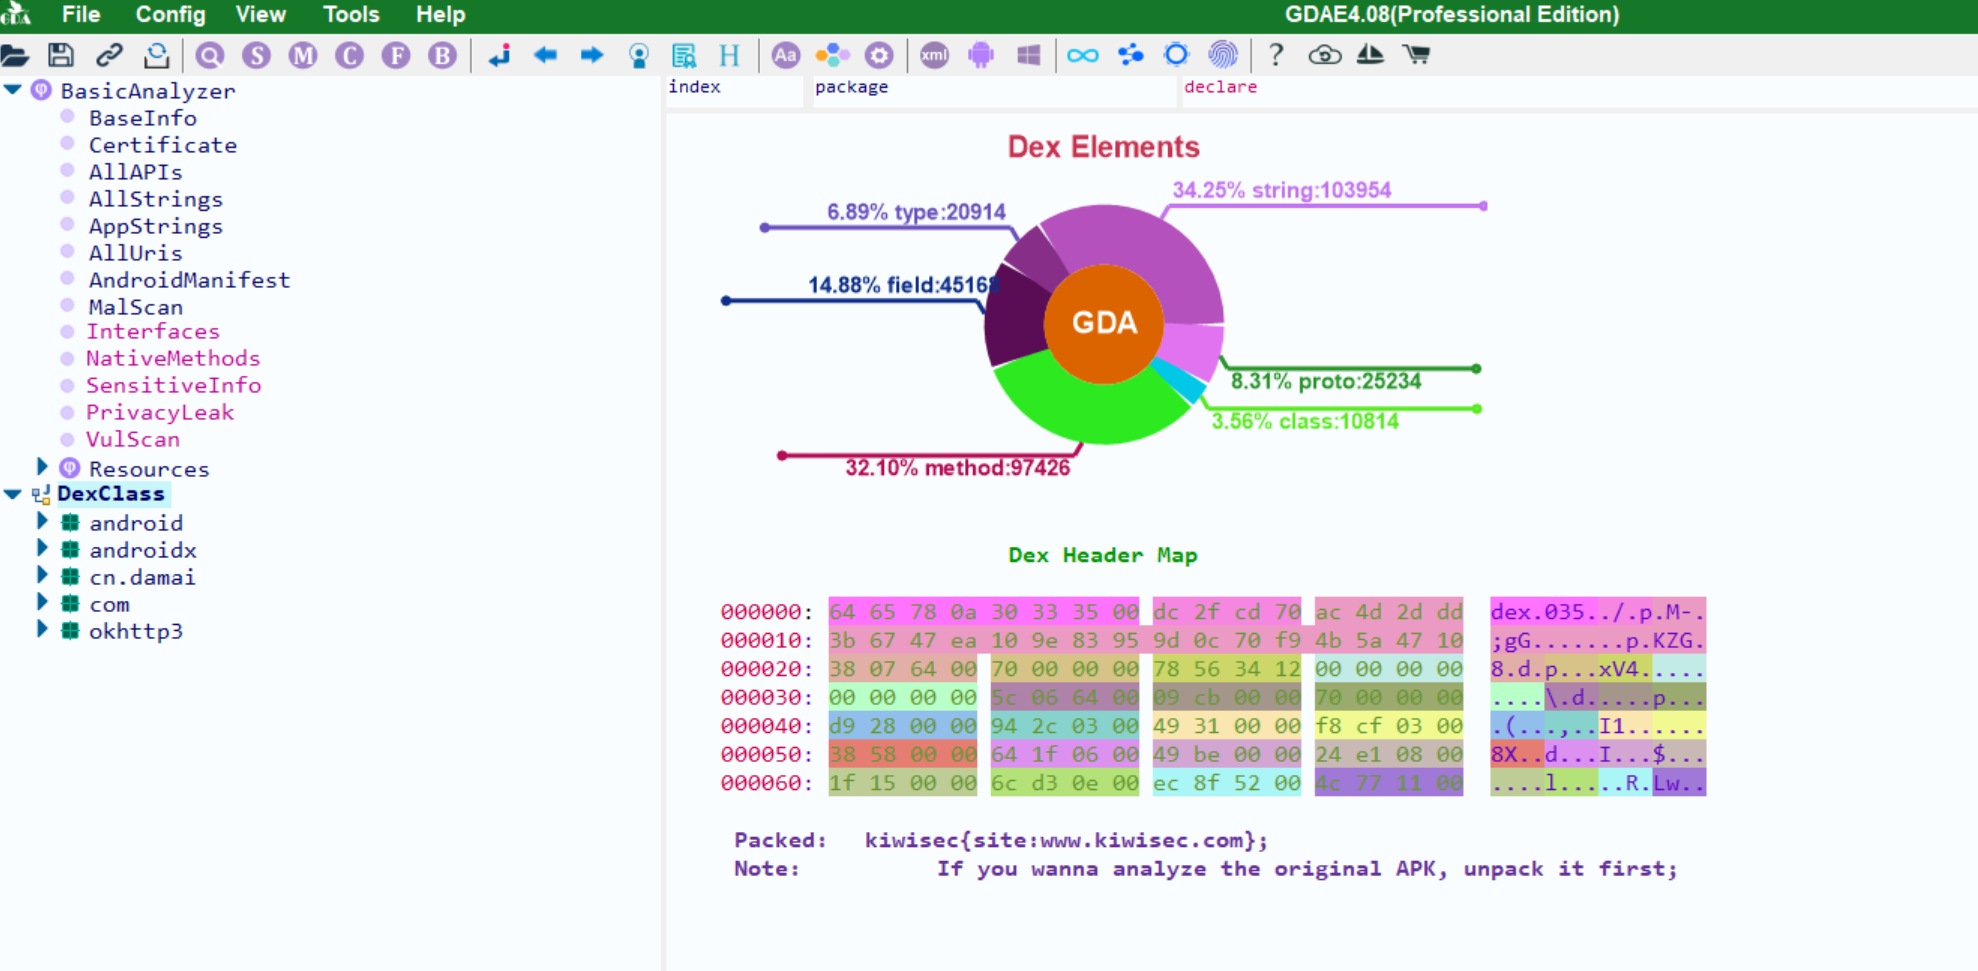 GDA File Config View Tools Help GDAE4.08(Professional Edition)
Q S M C F B H Aa xml ?
index package declare
BasicAnalyzer
BaseInfo
Certificate
AllAPIs
AllStrings
AppStrings
AllUris
AndroidManifest
MalScan
Interfaces
NativeMethods
SensitiveInfo
PrivacyLeak
VulScan
Resources
DexClass
android
androidx
cn.damai
com
okhttp3
Dex Elements
34.25% string:103954
6.89% type:20914
14.88% field:45168
GDA
8.31% proto:25234
3.56% class:10814
32.10% method:97426
Dex Header Map
000000: 64 65 78 0a 30 33 35 00 dc 2f cd 70 ac 4d 2d dd dex.035../.p.M-.
000010: 3b 67 47 ea 10 9e 83 95 9d 0c 70 f9 4b 5a 47 10 ;gG.......p.KZG.
000020: 38 07 64 00 70 00 00 00 78 56 34 12 00 00 00 00 8.d.p...xV4.....
000030: 00 00 00 00 5c 06 64 00 09 cb 00 00 70 00 00 00 ....\.d.....p...
000040: d9 28 00 00 94 2c 03 00 49 31 00 00 f8 cf 03 00 .(...,..I1......
000050: 38 58 00 00 64 1f 06 00 49 be 00 00 24 e1 08 00 8X..d...I...$...
000060: 1f 15 00 00 6c d3 0e 00 ec 8f 52 00 4c 77 11 00 ....l.....R.Lw..
Packed: kiwisec{site:www.kiwisec.com};
Note: If you wanna analyze the original APK, unpack it first;